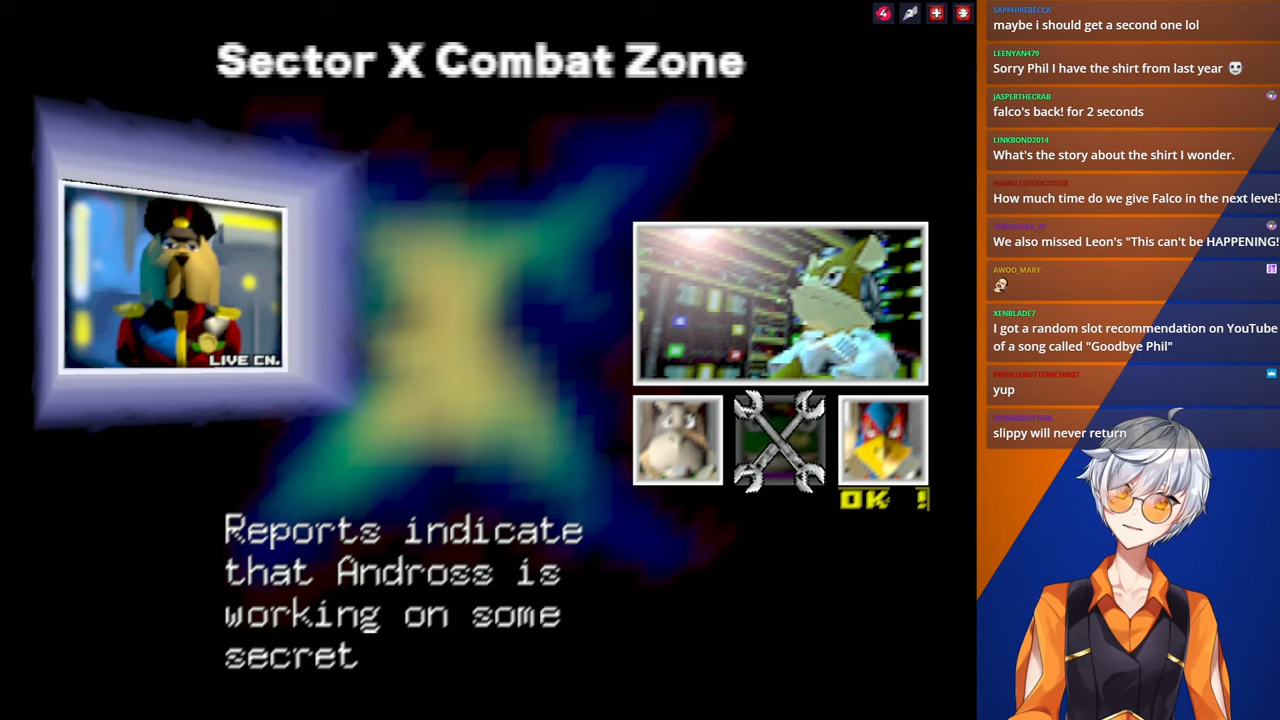 4
Sector X Combat Zone
LIVE CN.
OK !
Reports indicate
that Andross is
working on some
secret
SAPPHIREBECCA
maybe i should get a second one lol
LEENYAN479
Sorry Phil I have the shirt from last year
JASPERTHECRAB
falco's back! for 2 seconds
LINKBOND2014
What's the story about the shirt I wonder.
How much time do we give Falco in the next level?
We also missed Leon's "This can't be HAPPENING!
AWOO_MARY
XENBLADE7
I got a random slot recommendation on YouTube
of a song called "Goodbye Phil"
yup
slippy will never return